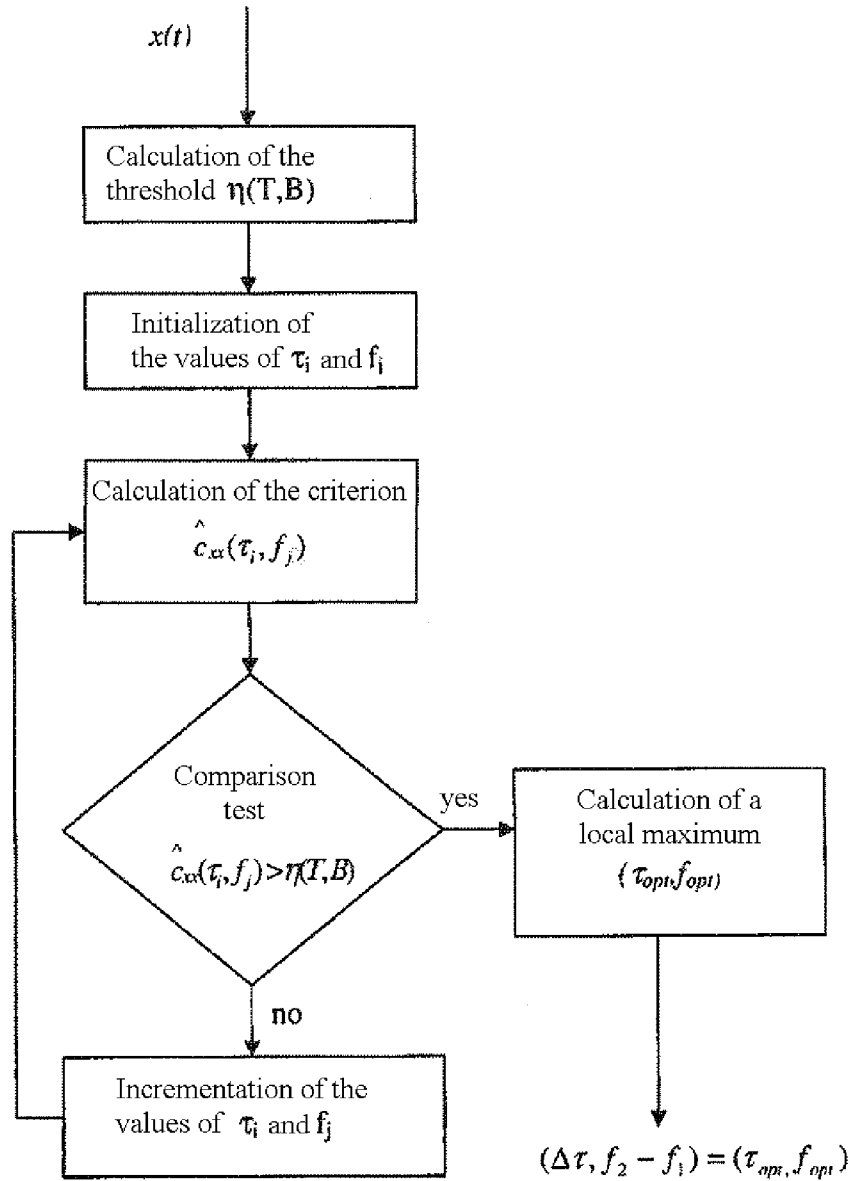 x(t)
Calculation of the
threshold η(T,B)
Initialization of
the values of τᵢ and fᵢ
Calculation of the criterion
ĉₓₓ(τᵢ, fⱼ)
Comparison
test
ĉₓₓ(τᵢ, fⱼ)>η(T,B)
yes
Calculation of a
local maximum
(τₒₚₜ,fₒₚₜ)
no
Incrementation of the
values of τᵢ and fⱼ
(Δτ, f₂ − f₁) = (τₒₚₜ, fₒₚₜ)